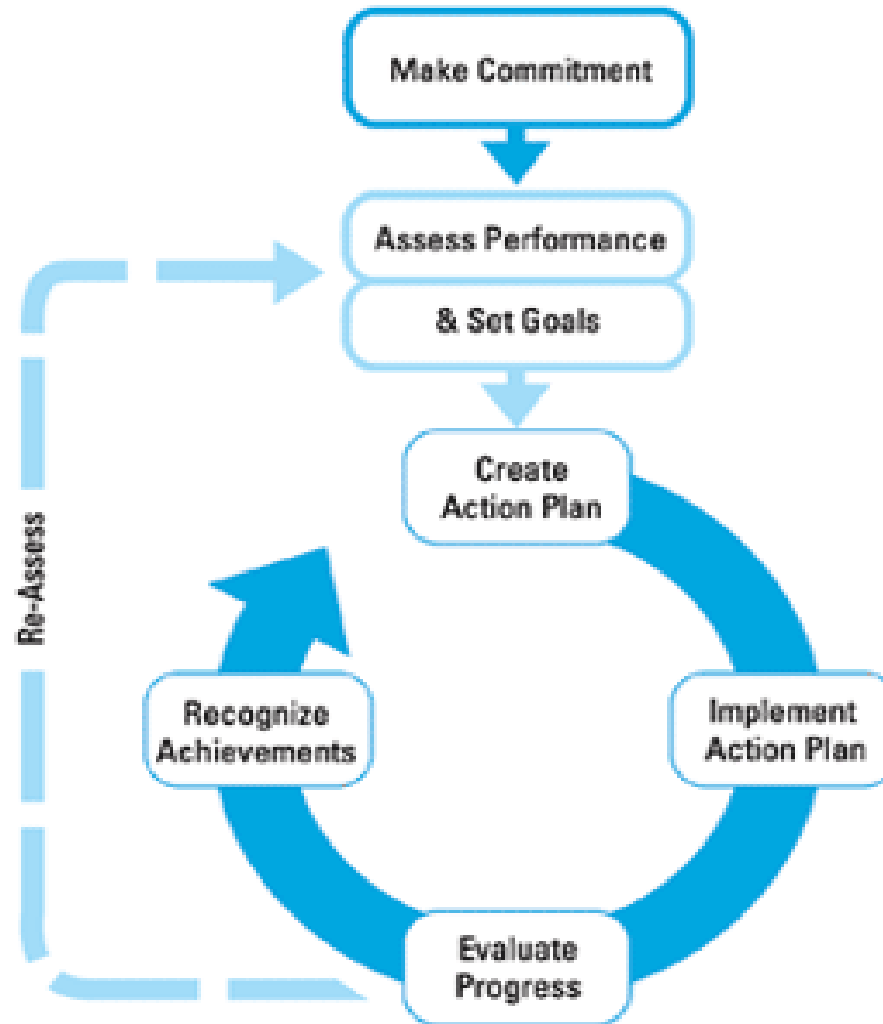 Make Commitment
Assess Performance
& Set Goals
Create
Action Plan
Implement
Action Plan
Evaluate
Progress
Recognize
Achievements
Re-Assess